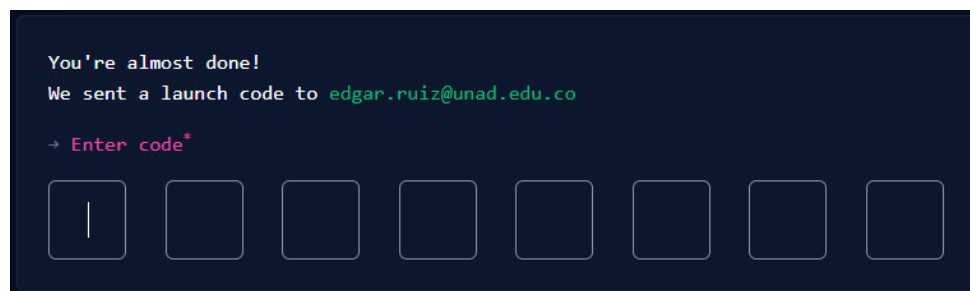 You're almost done!
We sent a launch code to edgar.ruiz@unad.edu.co
→ Enter code*